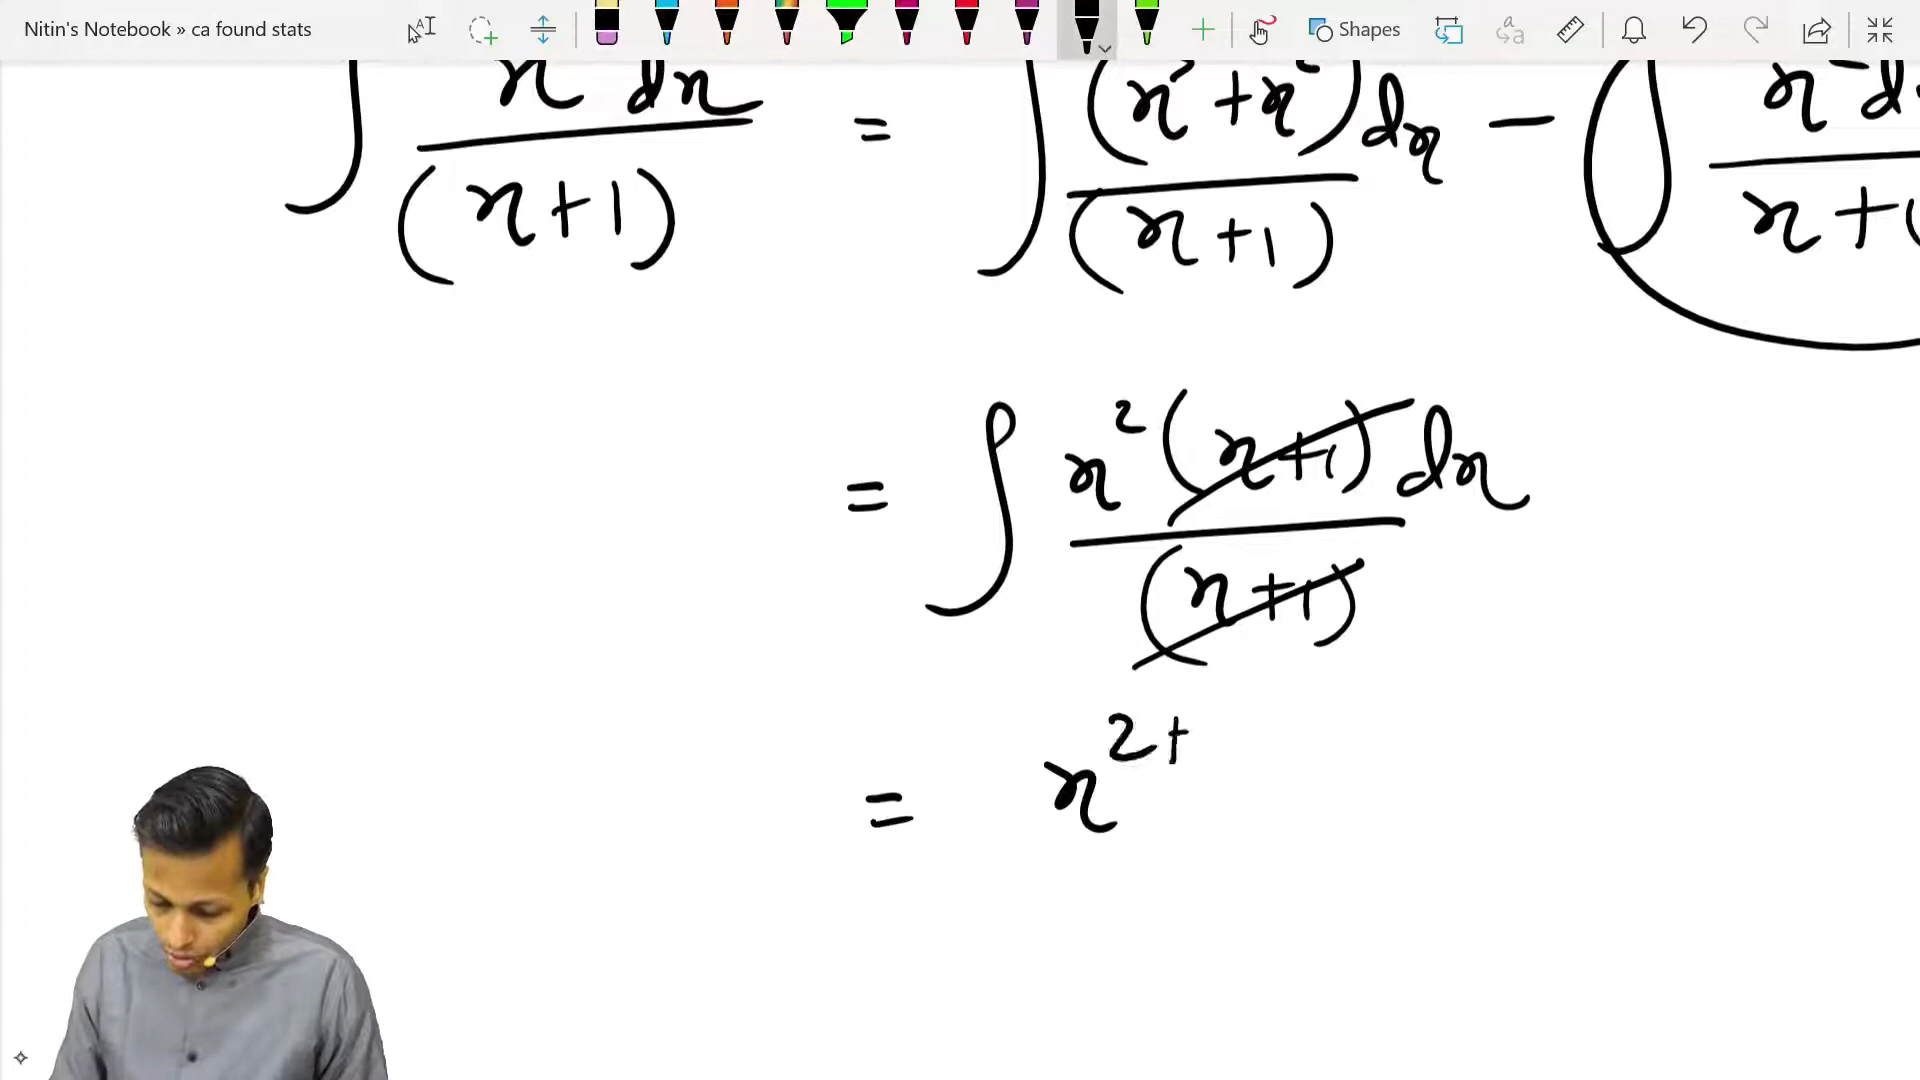 Nitin's Notebook » ca found stats
Shapes
∫ x dx / (x+1) = ∫ (x +x ) dx / (x+1) − ∫ x d / x+
= ∫ x² (x+1) dx / (x+1)
= x²⁺